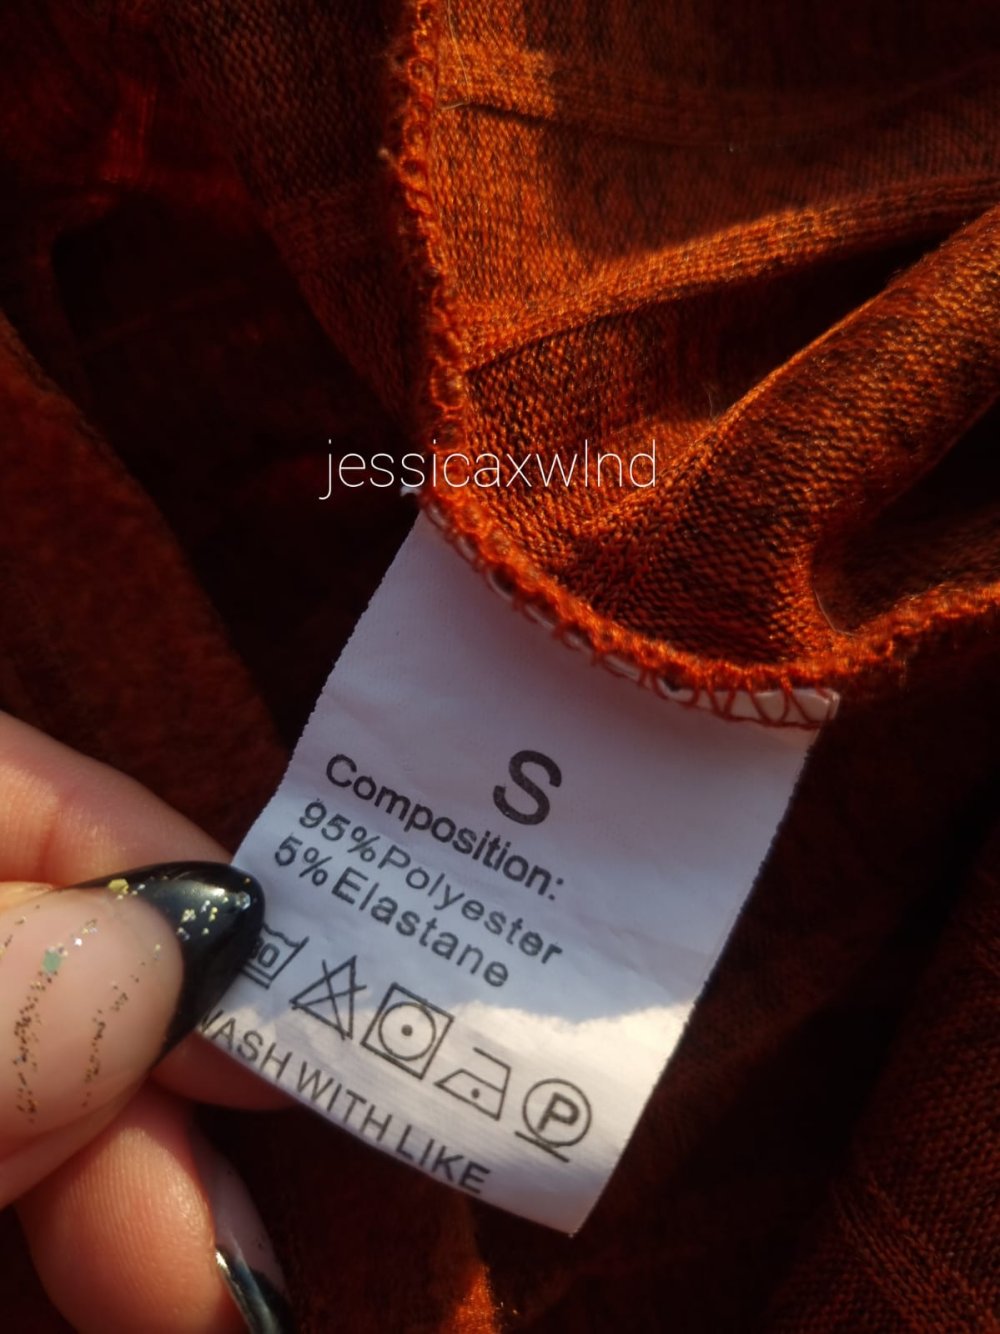 jessicaxwlnd
S
Composition:
95%Polyester
5%Elastane
P
WASH WITH LIKE